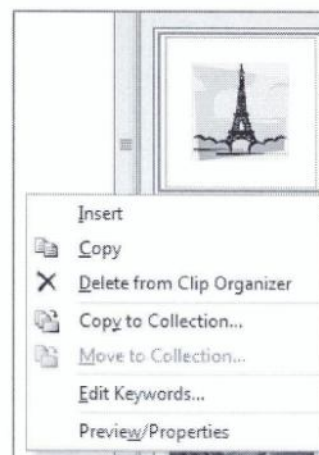 Insert
Copy
Delete from Clip Organizer
Copy to Collection...
Move to Collection...
Edit Keywords...
Preview/Properties